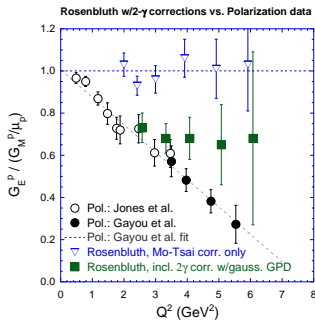 Rosenbluth w/2-γ corrections vs. Polarization data
G_E^p / (G_M^p/μ_p)
1.2
1.0
0.8
0.6
0.4
0.2
0.0
Pol.: Jones et al.
Pol.: Gayou et al.
Pol.: Gayou et al. fit
Rosenbluth, Mo-Tsai corr. only
Rosenbluth, incl. 2γ corr. w/gauss. GPD
0 1 2 3 4 5 6 7 8
Q² (GeV²)